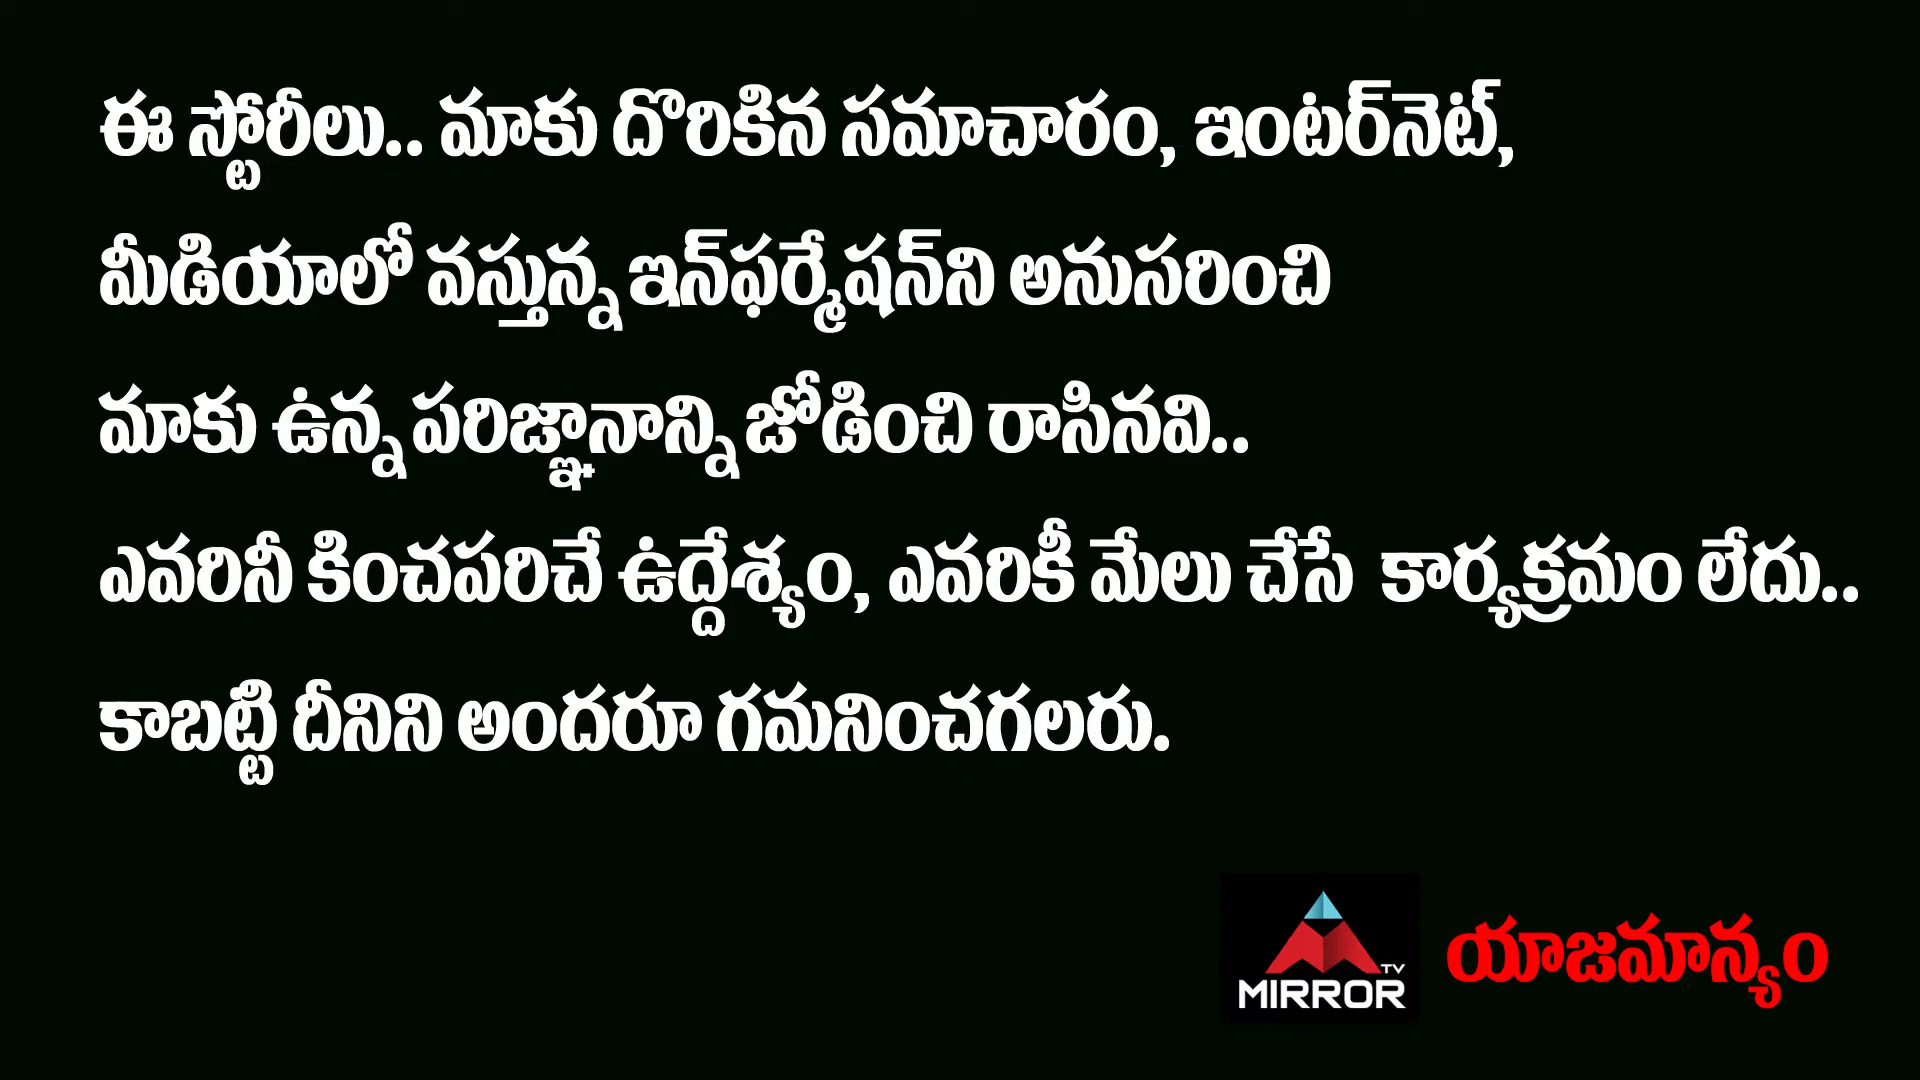 ఈ స్టోరీలు.. మాకు దొరికిన సమాచారం, ఇంటర్‌నెట్,
మీడియాలో వస్తున్న ఇన్‌ఫర్మేషన్‌ని అనుసరించి
మాకు ఉన్న పరిజ్ఞానాన్ని జోడించి రాసినవి..
ఎవరినీ కించపరిచే ఉద్దేశ్యం, ఎవరికీ మేలు చేసే కార్యక్రమం లేదు..
కాబట్టి దీనిని అందరూ గమనించగలరు.
TV
MIRROR
యాజమాన్యం